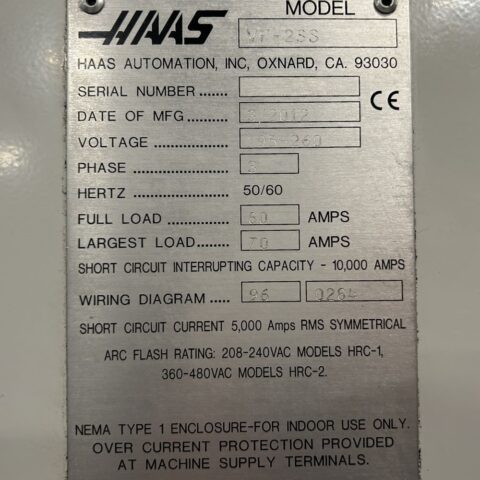 HAAS MODEL
VF-2SS
HAAS AUTOMATION, INC, OXNARD, CA. 93030
SERIAL NUMBER .......
CE
DATE OF MFG ......... 2012
VOLTAGE ................
PHASE .......
HERTZ 50/60
FULL LOAD ........ AMPS
LARGEST LOAD........ 70 AMPS
SHORT CIRCUIT INTERRUPTING CAPACITY - 10,000 AMPS
WIRING DIAGRAM ..... 96
SHORT CIRCUIT CURRENT 5,000 Amps RMS SYMMETRICAL
ARC FLASH RATING: 208-240VAC MODELS HRC-1,
360-480VAC MODELS HRC-2.
NEMA TYPE 1 ENCLOSURE-FOR INDOOR USE ONLY.
OVER CURRENT PROTECTION PROVIDED
AT MACHINE SUPPLY TERMINALS.